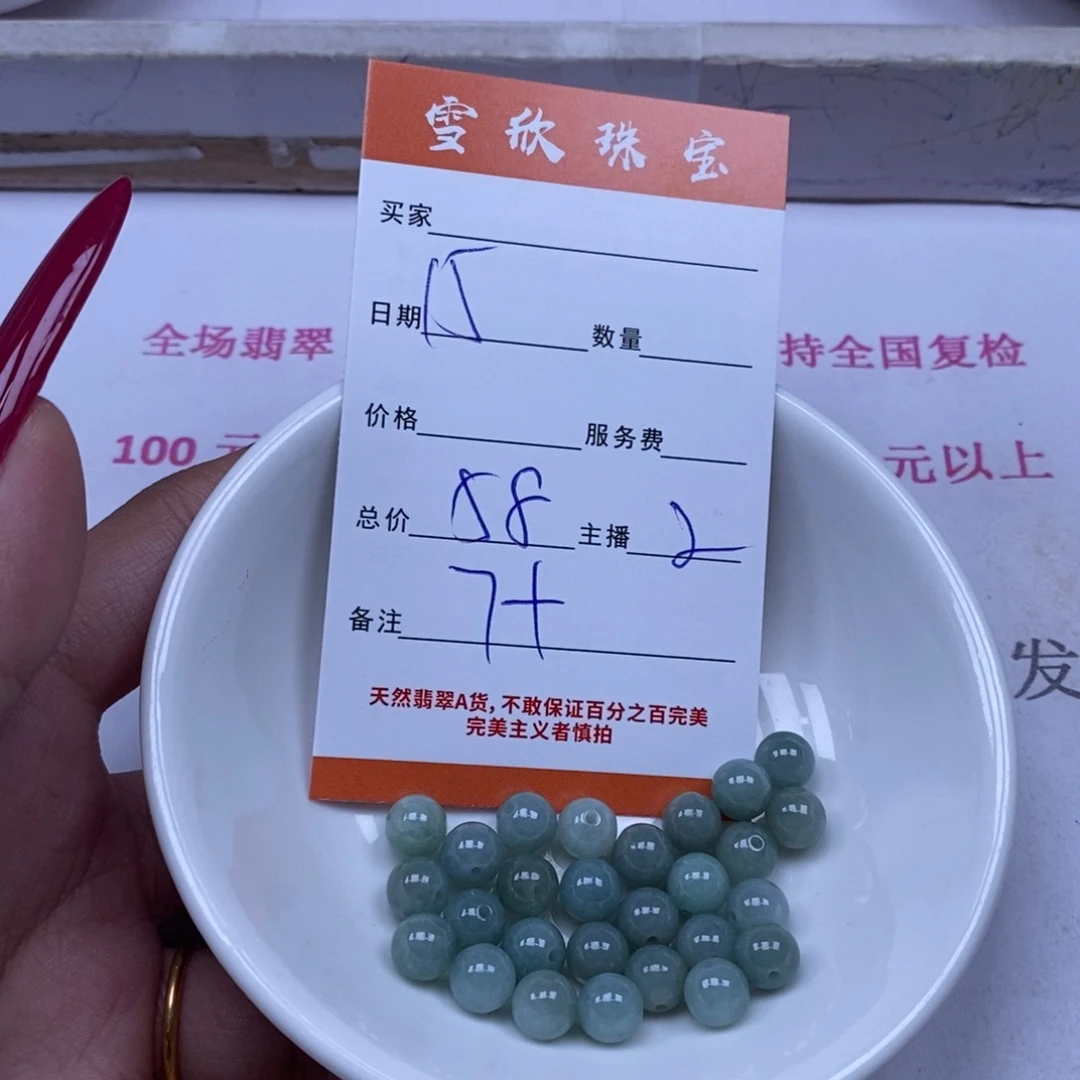 雪欣珠宝
买家
日期 15 数量
价格 服务费
总价 58 主播 2
备注 7+
天然翡翠A货,不敢保证百分之百完美
完美主义者慎拍
全场翡翠 持全国复检
100 元 元以上
发